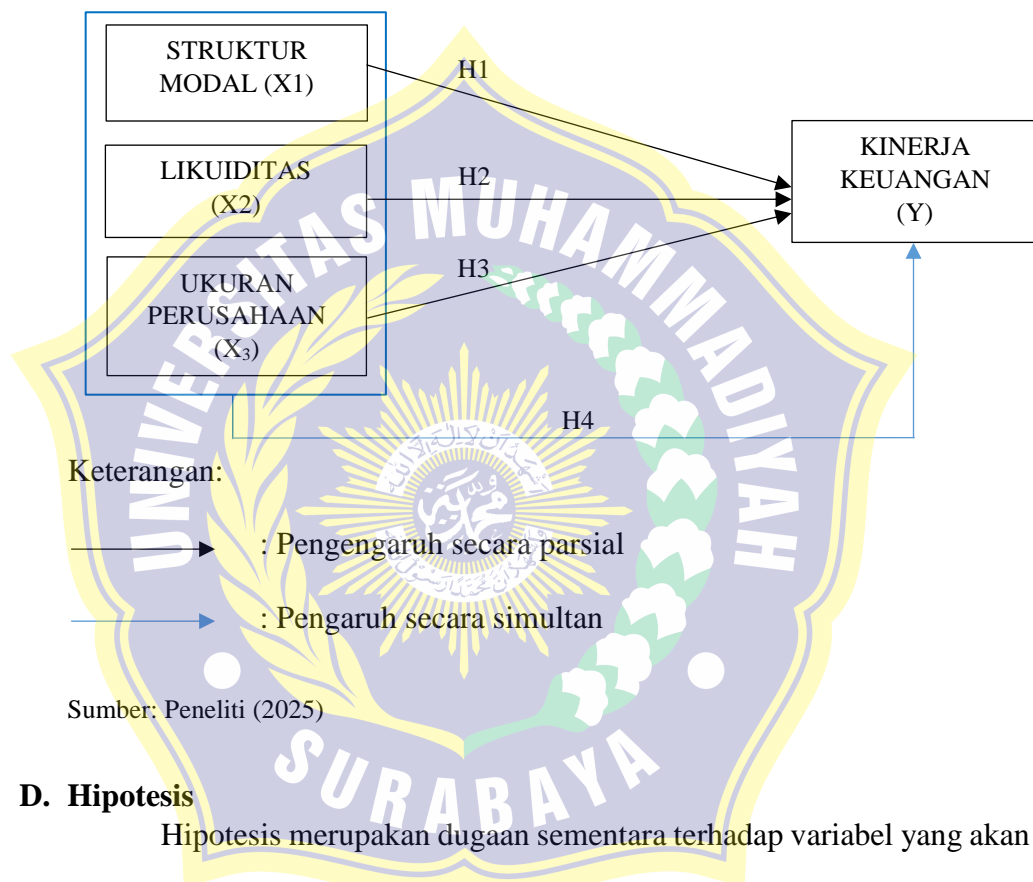 STRUKTUR
MODAL (X1)
H1
LIKUIDITAS
(X2)
H2
KINERJA
KEUANGAN
(Y)
UKURAN
PERUSAHAAN
(X₃)
H3
H4
UNIVERSITAS MUHAMMADIYAH
SURABAYA
Keterangan:
: Pengengaruh secara parsial
: Pengaruh secara simultan
Sumber: Peneliti (2025)
D. Hipotesis
Hipotesis merupakan dugaan sementara terhadap variabel yang akan